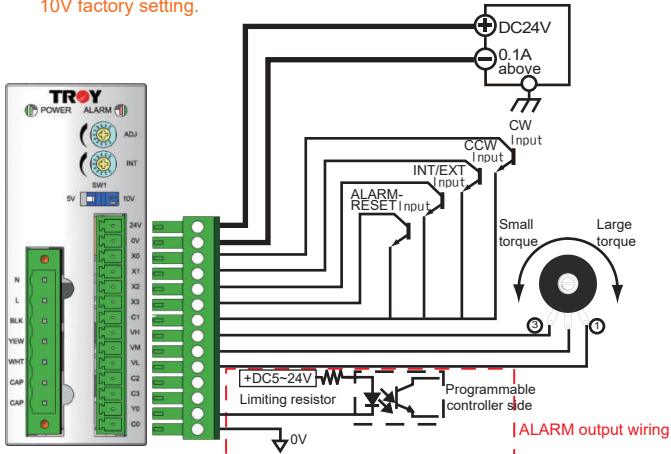 10V factory setting.
DC24V
0.1A
above
TROY
POWER ALARM
ADJ
INT
SW1
5V 10V
CW
Input
CCW
Input
INT/EXT
Input
ALARM-
RESET Input
24V
0V
X0
X1
X2
X3
C1
VH
VM
VL
C2
C3
Y0
C0
N
L
BLK
YEW
WHT
CAP
CAP
Small
torque
Large
torque
3
1
+DC5~24V
Limiting resistor
Programmable
controller side
ALARM output wiring
0V